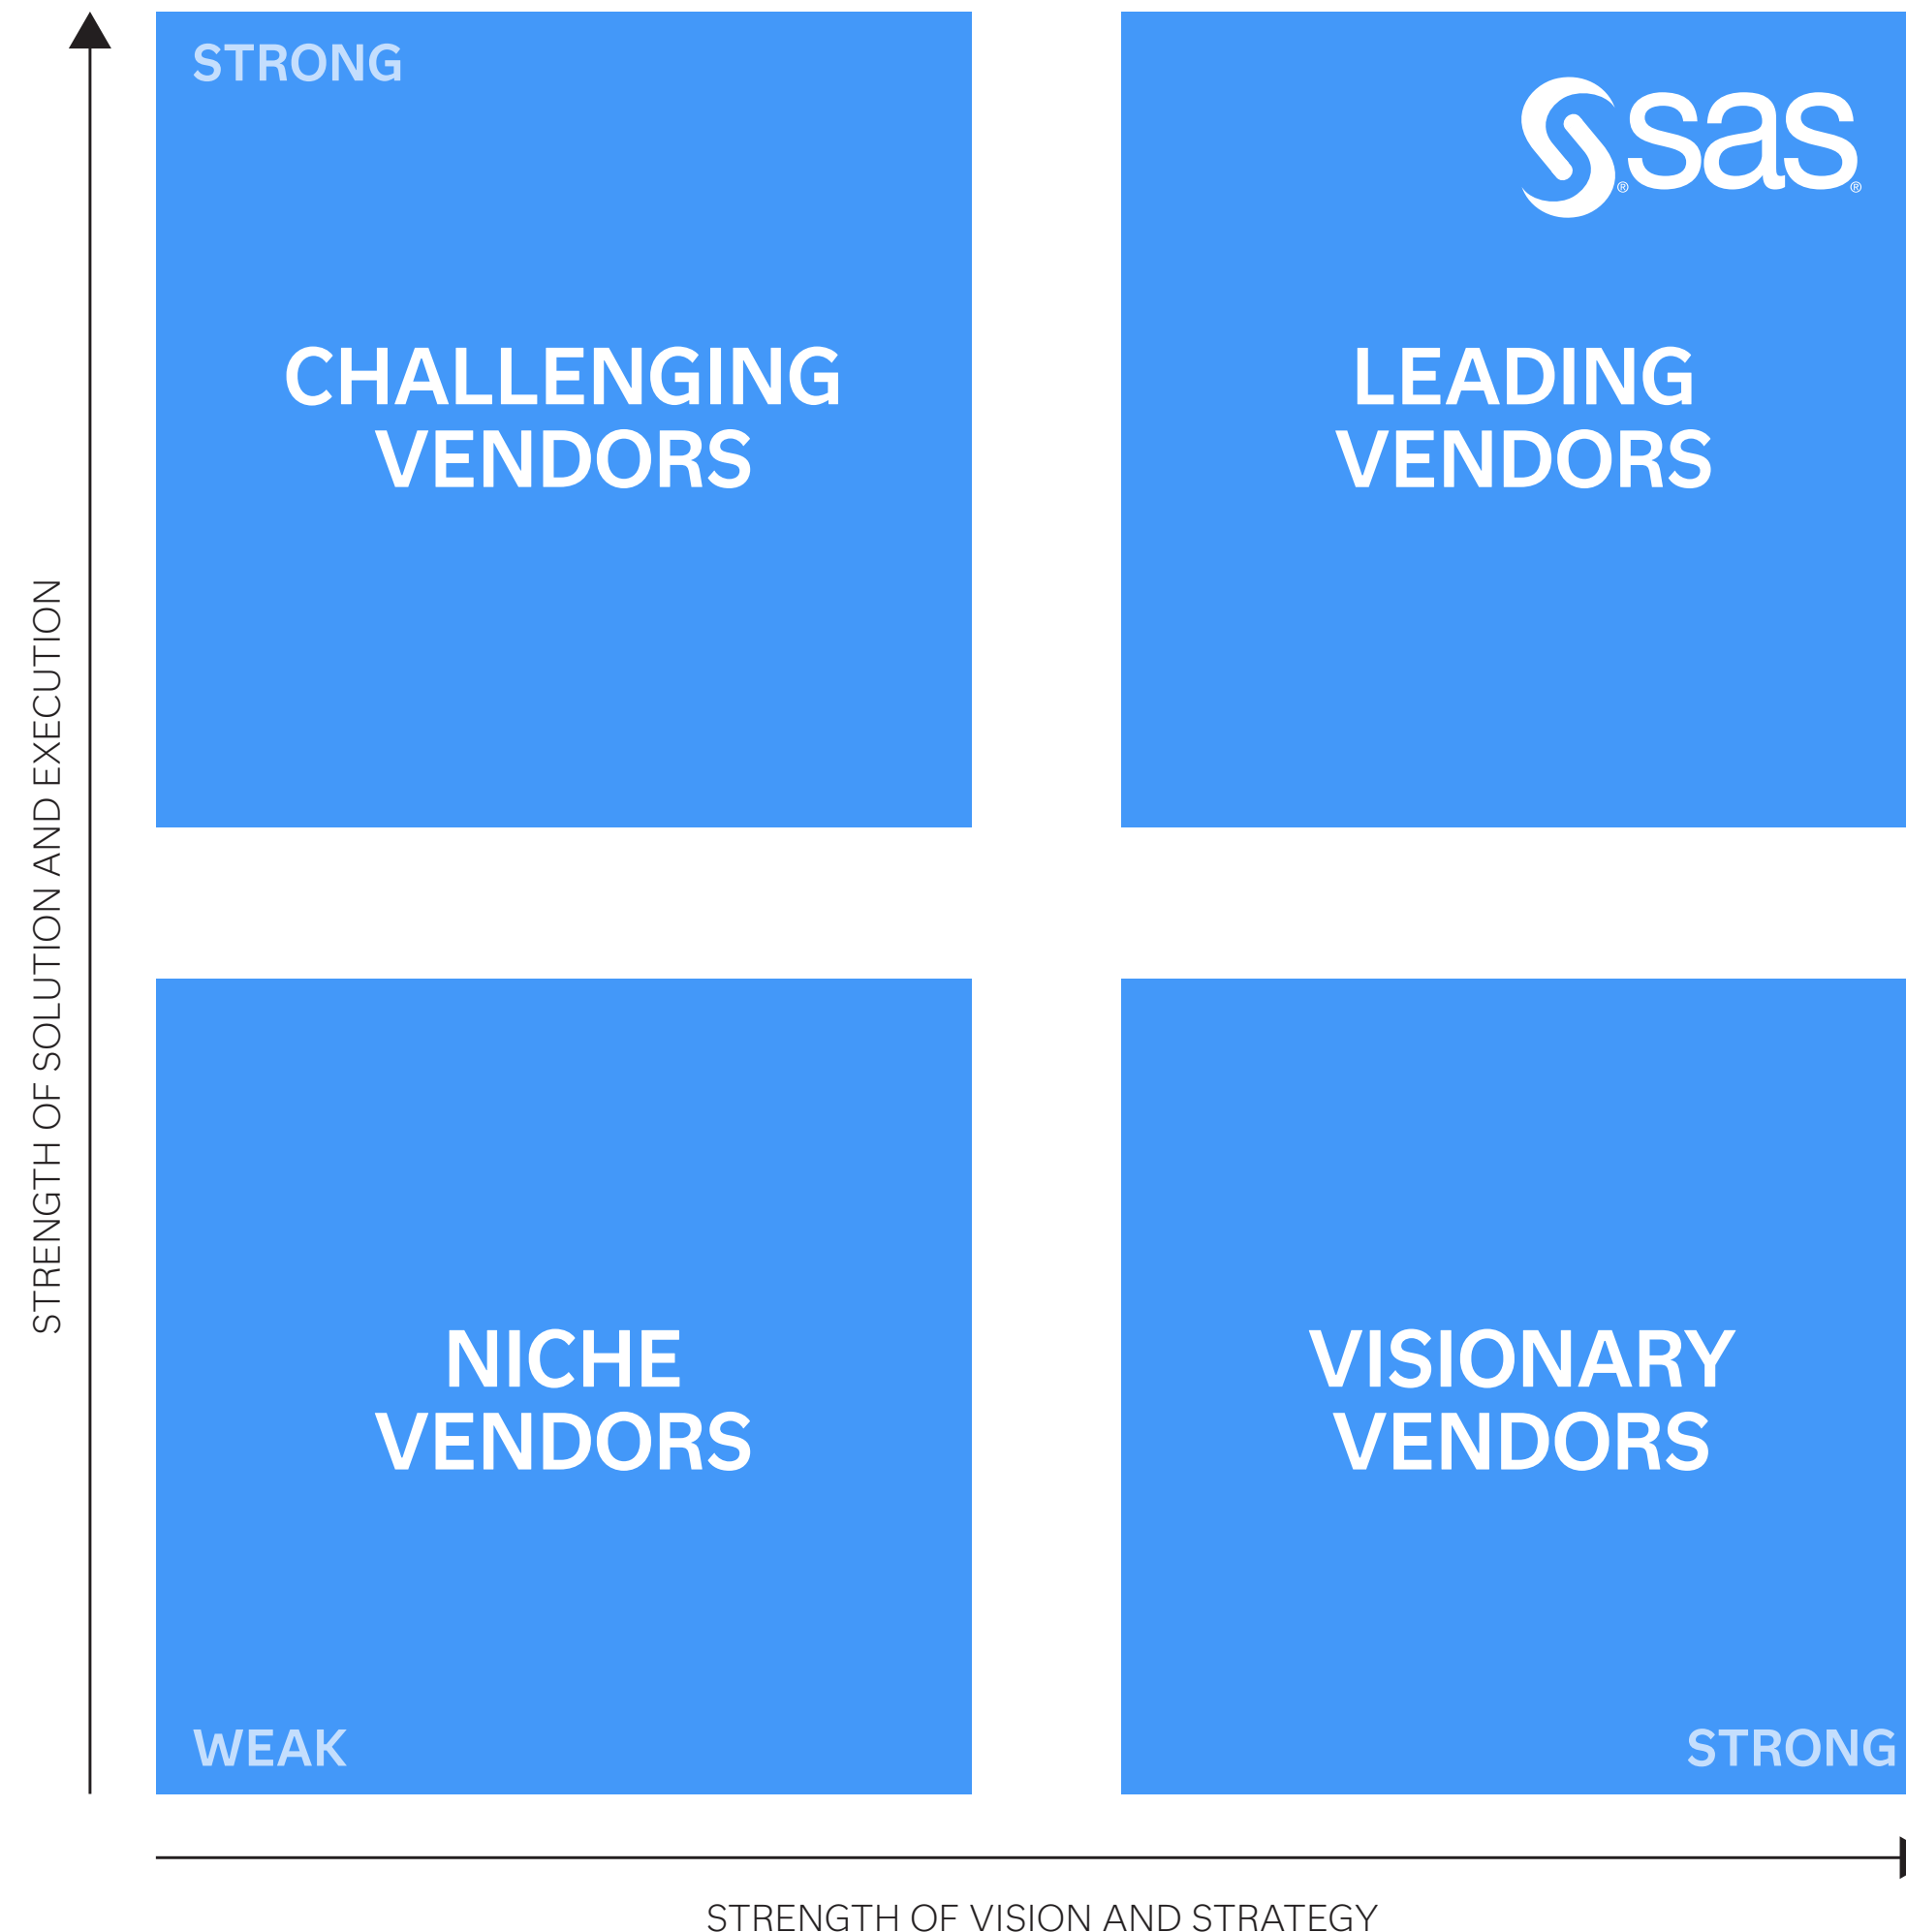 STRONG
sas
®
®
CHALLENGING
VENDORS
LEADING
VENDORS
STRENGTH OF SOLUTION AND EXECUTION
NICHE
VENDORS
VISIONARY
VENDORS
WEAK
STRONG
STRENGTH OF VISION AND STRATEGY